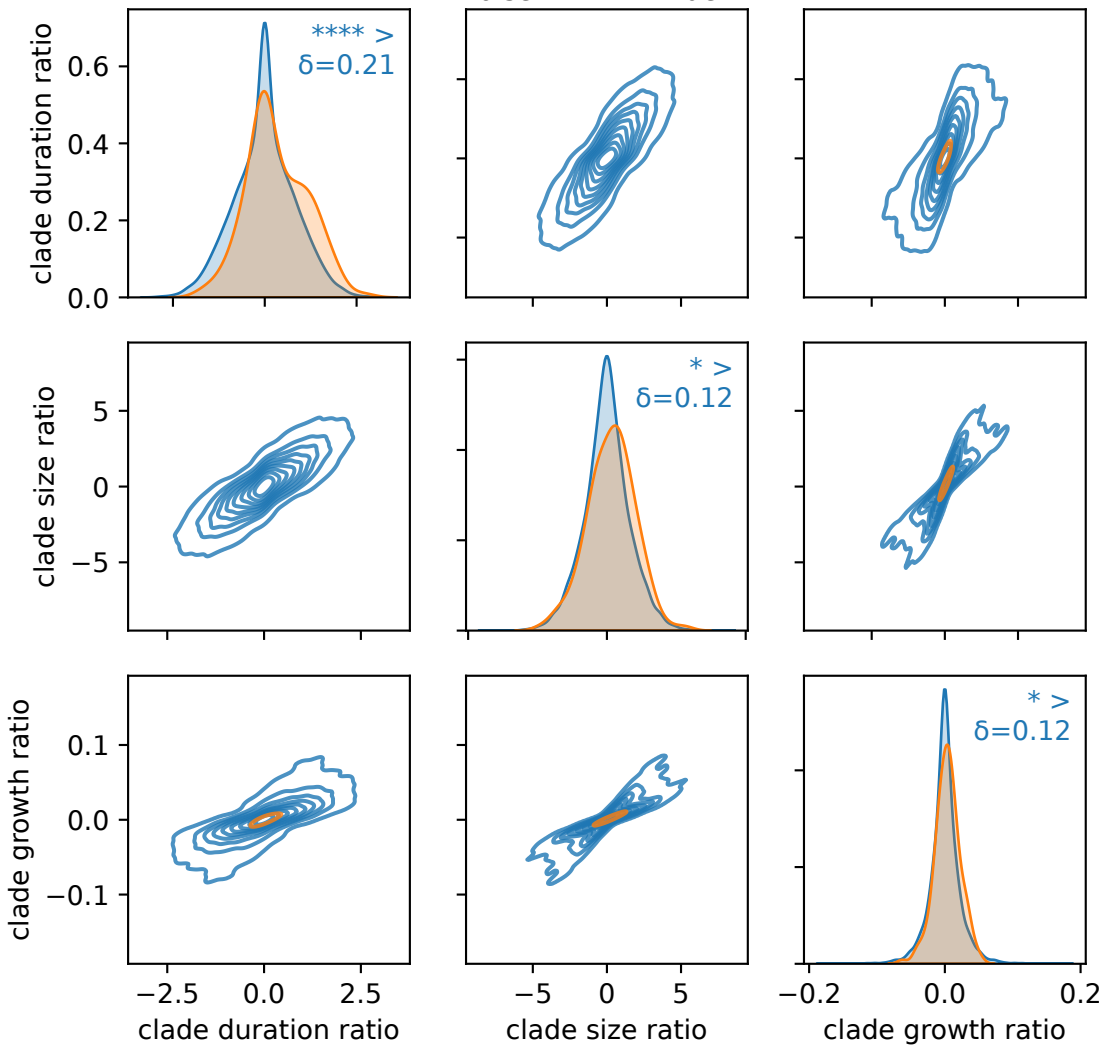 clade duration ratio
0.6
0.4
0.2
0.0
**** >
δ=0.21
clade size ratio
5
0
−5
* >
δ=0.12
clade growth ratio
0.1
0.0
−0.1
* >
δ=0.12
−2.5 0.0 2.5
clade duration ratio
−5 0 5
clade size ratio
−0.2 0.0 0.2
clade growth ratio